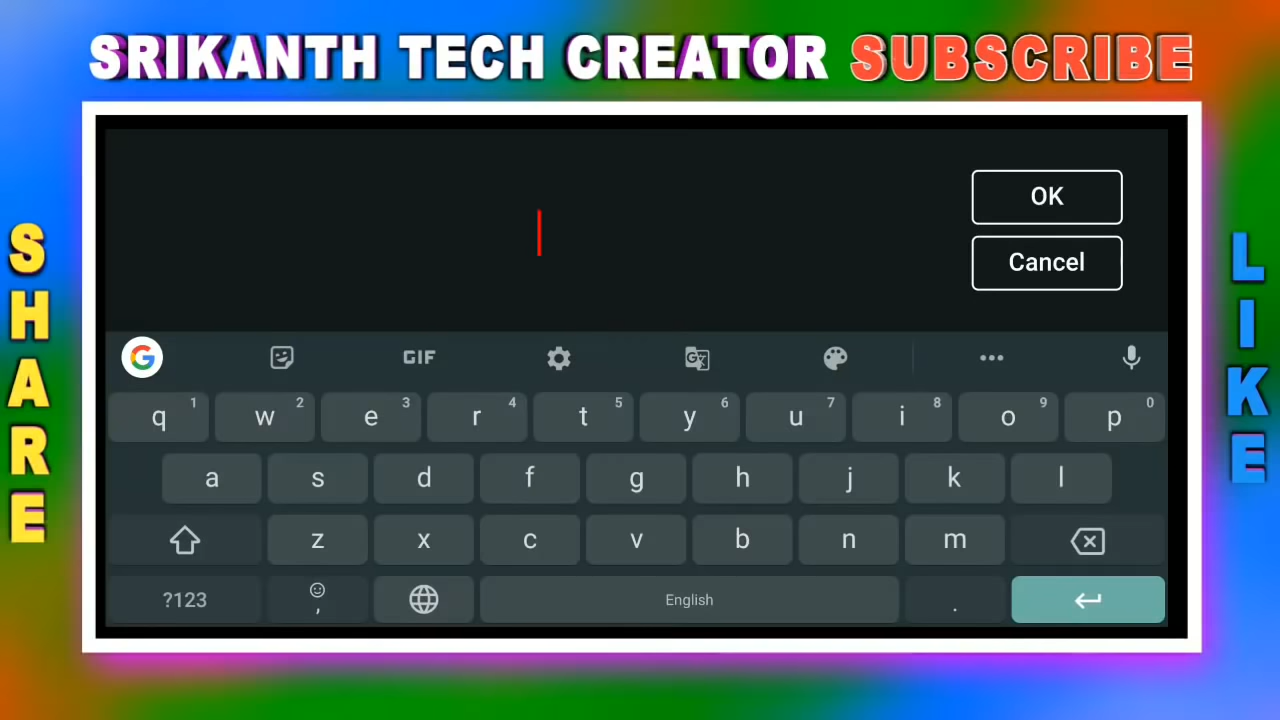 SRIKANTH TECH CREATOR SUBSCRIBE
SHARE
OK
Cancel
G
GIF
G
q 1 w 2 e 3 r 4 t 5 y 6 u 7 i 8 o 9 p 0
a s d f g h j k l
z x c v b n m
?123 , English .
LIKE